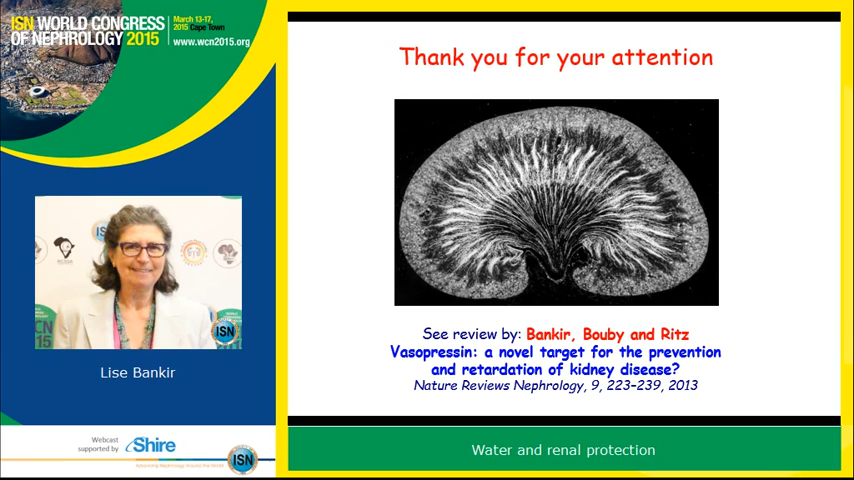 ISN WORLD CONGRESS
OF NEPHROLOGY 2015
March 13-17,
2015 Cape Town
www.wcn2015.org
Thank you for your attention
ISN
Lise Bankir
See review by: Bankir, Bouby and Ritz
Vasopressin: a novel target for the prevention
and retardation of kidney disease?
Nature Reviews Nephrology, 9, 223–239, 2013
Webcast
supported by
Shire
ISN
Water and renal protection